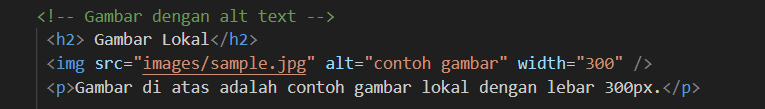 <!-- Gambar dengan alt text -->
<h2> Gambar Lokal</h2>
<img src="images/sample.jpg" alt="contoh gambar" width="300" />
<p>Gambar di atas adalah contoh gambar lokal dengan lebar 300px.</p>